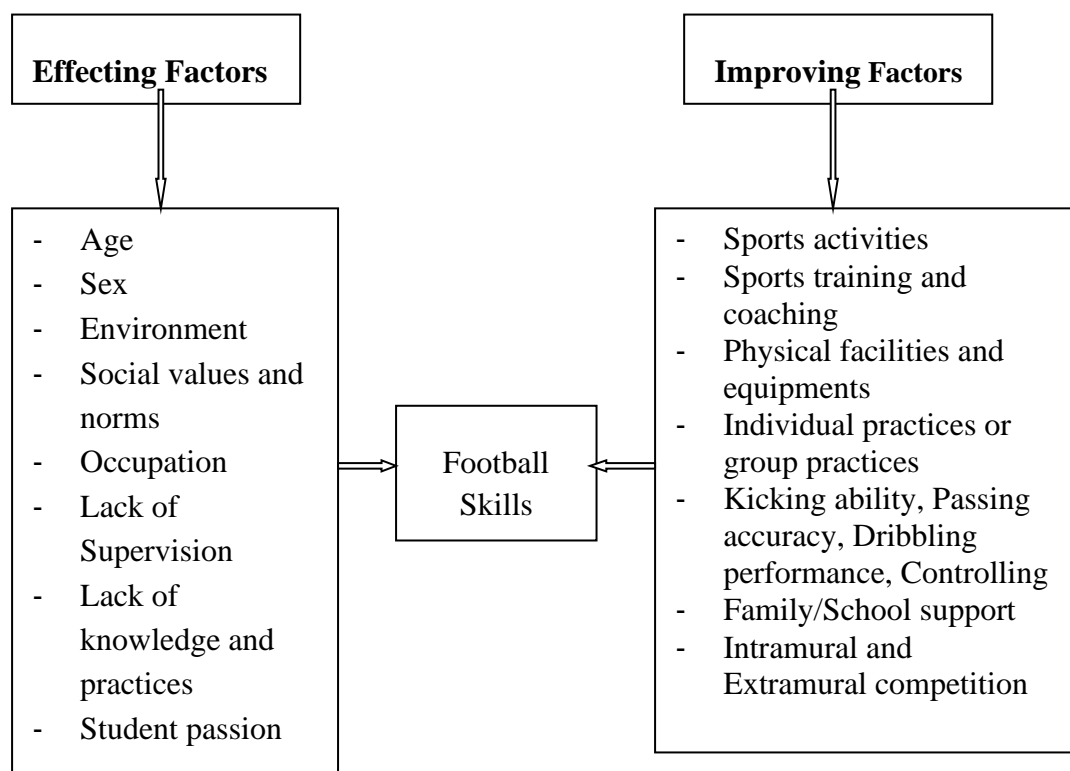 Effecting Factors
Improving Factors
- Age
- Sex
- Environment
- Social values and
norms
- Occupation
- Lack of
Supervision
- Lack of
knowledge and
practices
- Student passion
Football
Skills
- Sports activities
- Sports training and
coaching
- Physical facilities and
equipments
- Individual practices or
group practices
- Kicking ability, Passing
accuracy, Dribbling
performance, Controlling
- Family/School support
- Intramural and
Extramural competition